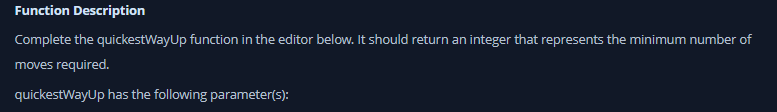 Function Description
Complete the quickestWayUp function in the editor below. It should return an integer that represents the minimum number of
moves required.
quickestWayUp has the following parameter(s):